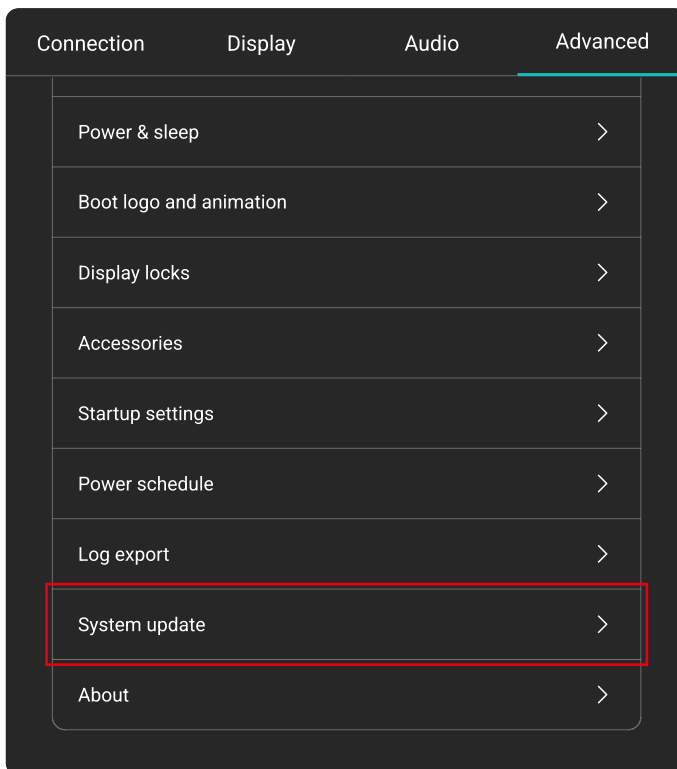 Connection Display Audio Advanced
Power & sleep
Boot logo and animation
Display locks
Accessories
Startup settings
Power schedule
Log export
System update
About